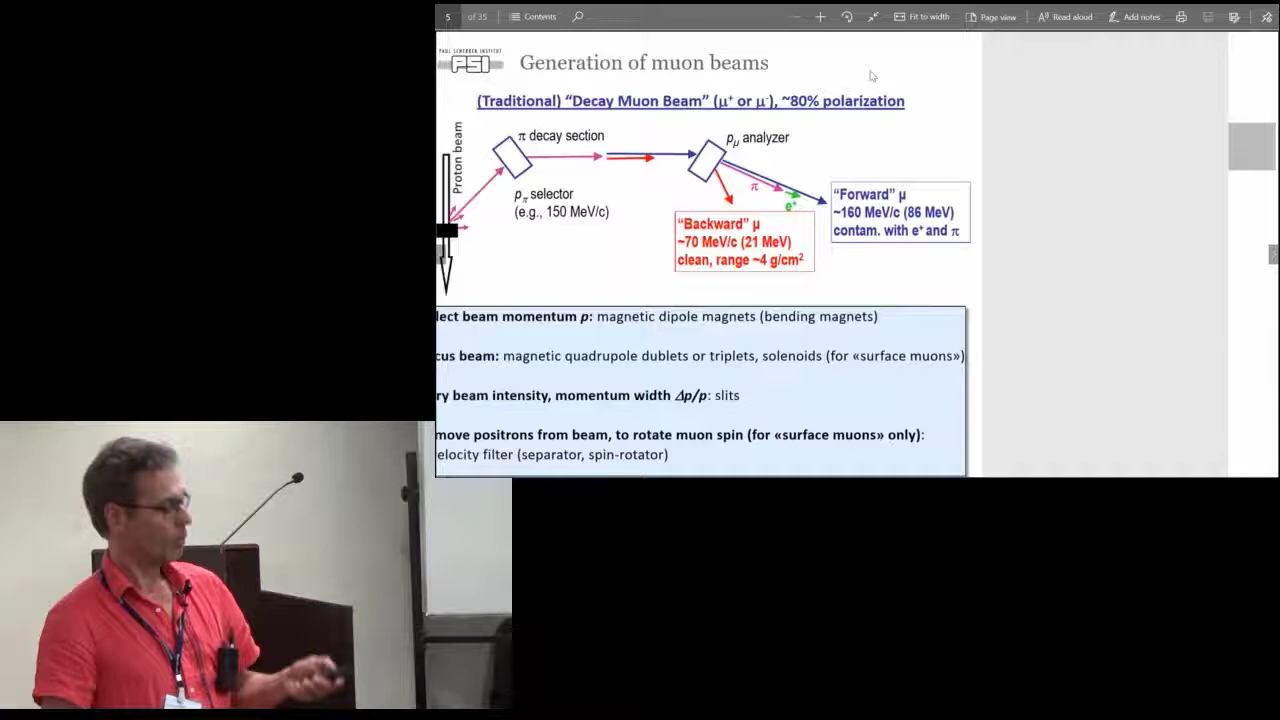 5 of 35 Contents Fit to width Page view Read aloud Add notes
PAUL SCHERRER INSTITUT
PSI
Generation of muon beams
(Traditional) “Decay Muon Beam” (μ⁺ or μ⁻), ~80% polarization
Proton beam
π decay section
pπ selector
(e.g., 150 MeV/c)
pμ analyzer
π
e⁺
“Backward” μ
~70 MeV/c (21 MeV)
clean, range ~4 g/cm²
“Forward” μ
~160 MeV/c (86 MeV)
contam. with e⁺ and π
lect beam momentum p: magnetic dipole magnets (bending magnets)
cus beam: magnetic quadrupole dublets or triplets, solenoids (for «surface muons»)
ry beam intensity, momentum width Δp/p: slits
move positrons from beam, to rotate muon spin (for «surface muons» only):
elocity filter (separator, spin-rotator)